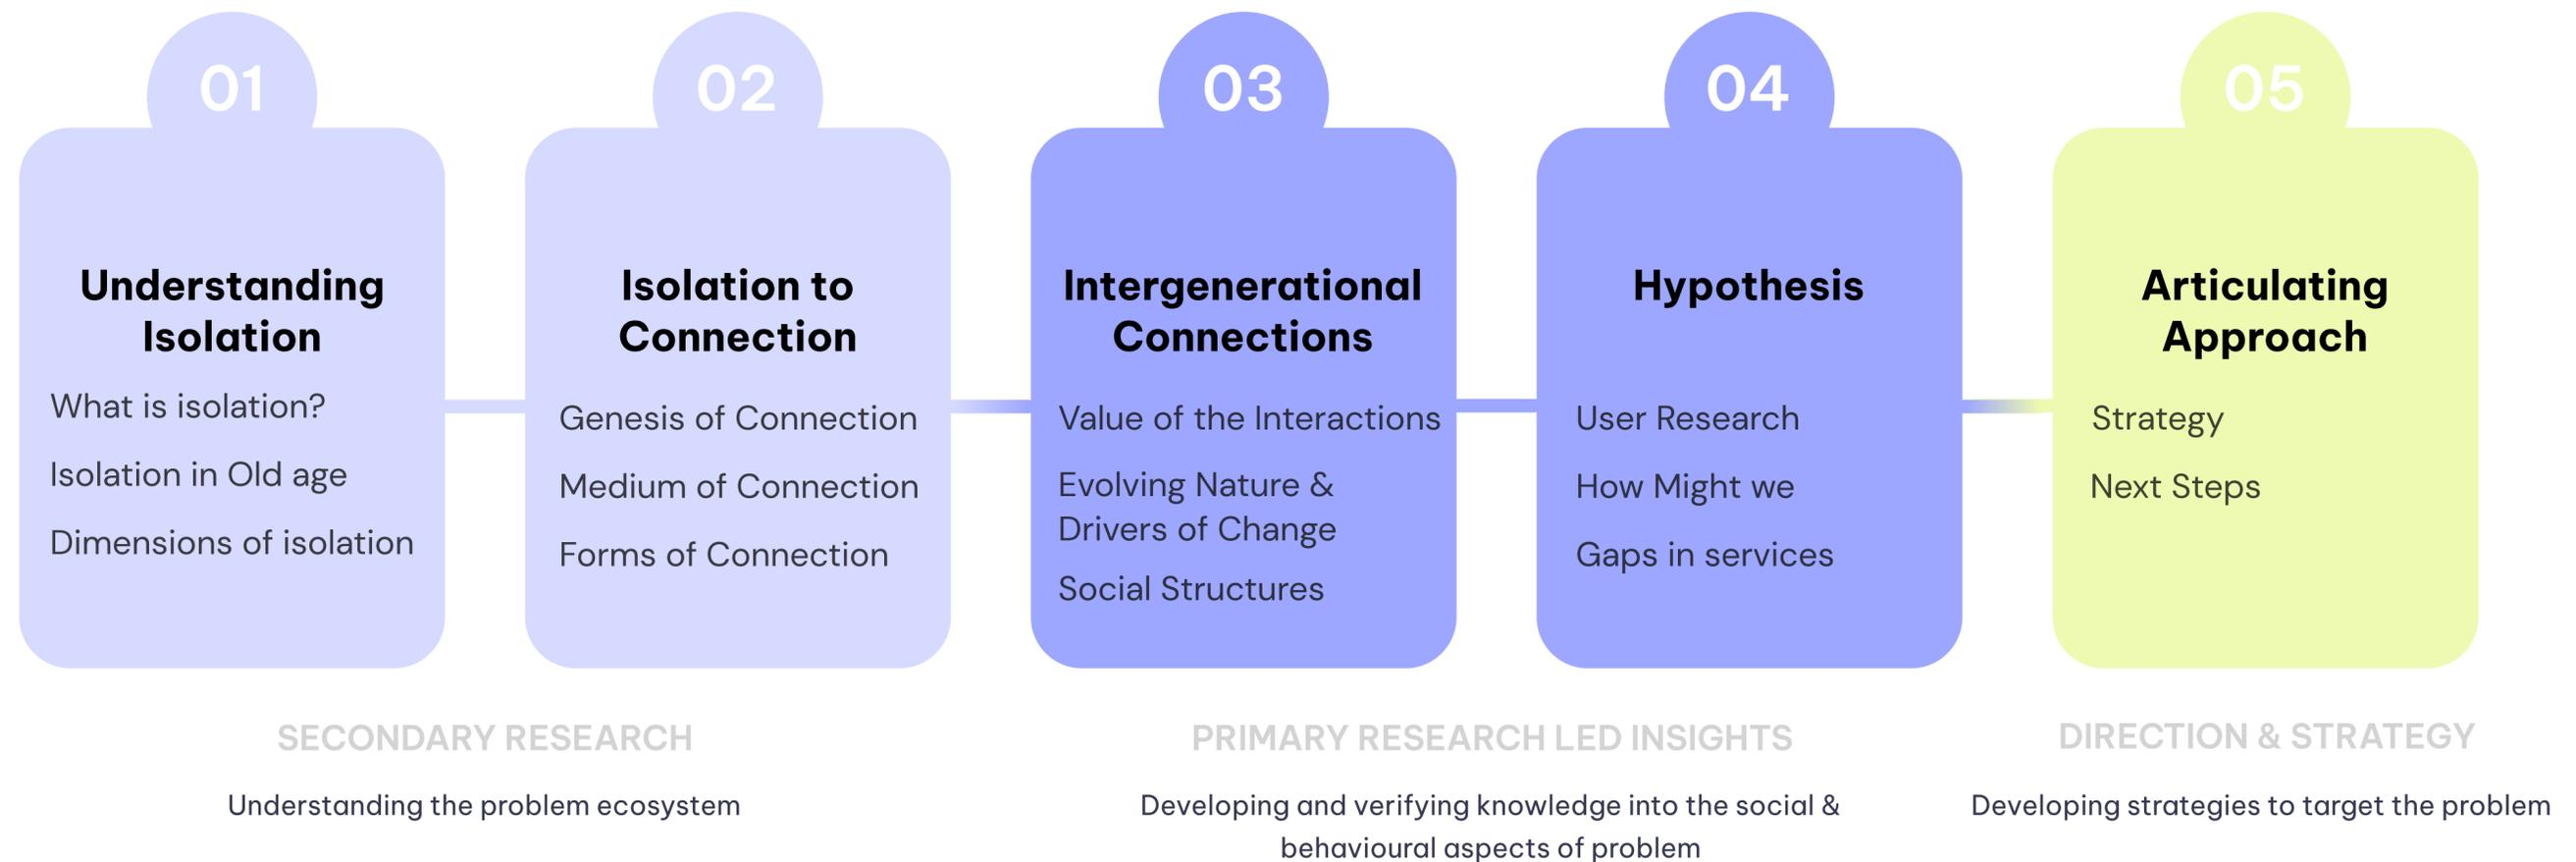 01
Understanding
Isolation
What is isolation?
Isolation in Old age
Dimensions of isolation
02
Isolation to
Connection
Genesis of Connection
Medium of Connection
Forms of Connection
03
Intergenerational
Connections
Value of the Interactions
Evolving Nature &
Drivers of Change
Social Structures
04
Hypothesis
User Research
How Might we
Gaps in services
05
Articulating
Approach
Strategy
Next Steps
SECONDARY RESEARCH
Understanding the problem ecosystem
PRIMARY RESEARCH LED INSIGHTS
Developing and verifying knowledge into the social &
behavioural aspects of problem
DIRECTION & STRATEGY
Developing strategies to target the problem